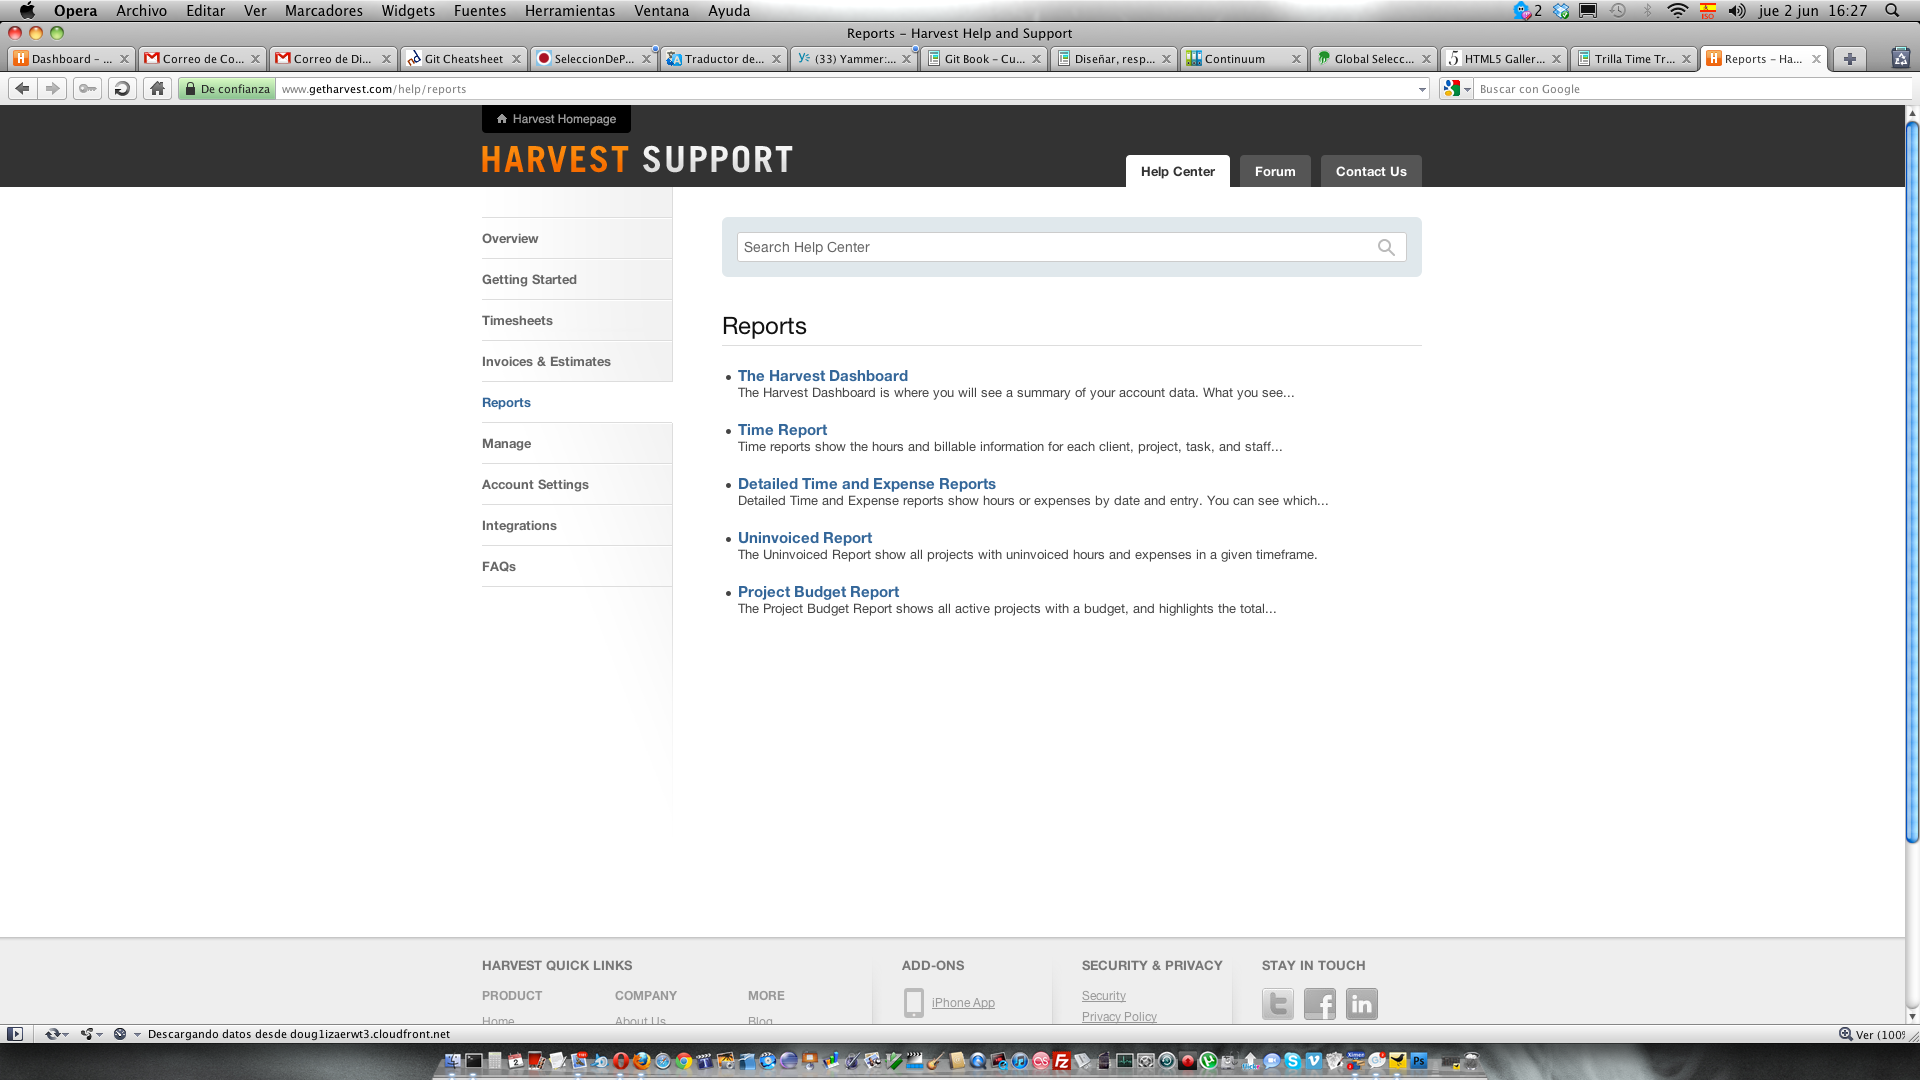 Opera Archivo Editar Ver Marcadores Widgets Fuentes Herramientas Ventana Ayuda
2 ISO jue 2 jun 16:27
Reports – Harvest Help and Support
Dashboard – ... Correo de Co... Correo de Di... Git Cheatsheet SeleccionDeP... Traductor de... (33) Yammer:... Git Book – Cu... Diseñar, resp... Continuum Global Selecc... HTML5 Galler... Trilla Time Tr... Reports – Ha...
De confianza www.getharvest.com/help/reports Buscar con Google
Harvest Homepage
HARVEST SUPPORT
Help Center Forum Contact Us
Search Help Center
Overview
Getting Started
Timesheets
Invoices & Estimates
Reports
Manage
Account Settings
Integrations
FAQs
Reports
• The Harvest Dashboard
The Harvest Dashboard is where you will see a summary of your account data. What you see...
• Time Report
Time reports show the hours and billable information for each client, project, task, and staff...
• Detailed Time and Expense Reports
Detailed Time and Expense reports show hours or expenses by date and entry. You can see which...
• Uninvoiced Report
The Uninvoiced Report show all projects with uninvoiced hours and expenses in a given timeframe.
• Project Budget Report
The Project Budget Report shows all active projects with a budget, and highlights the total...
HARVEST QUICK LINKS
PRODUCT COMPANY MORE
Home About Us Blog
ADD-ONS
iPhone App
SECURITY & PRIVACY
Security
Privacy Policy
STAY IN TOUCH
Descargando datos desde doug1izaerwt3.cloudfront.net
Ver (100%